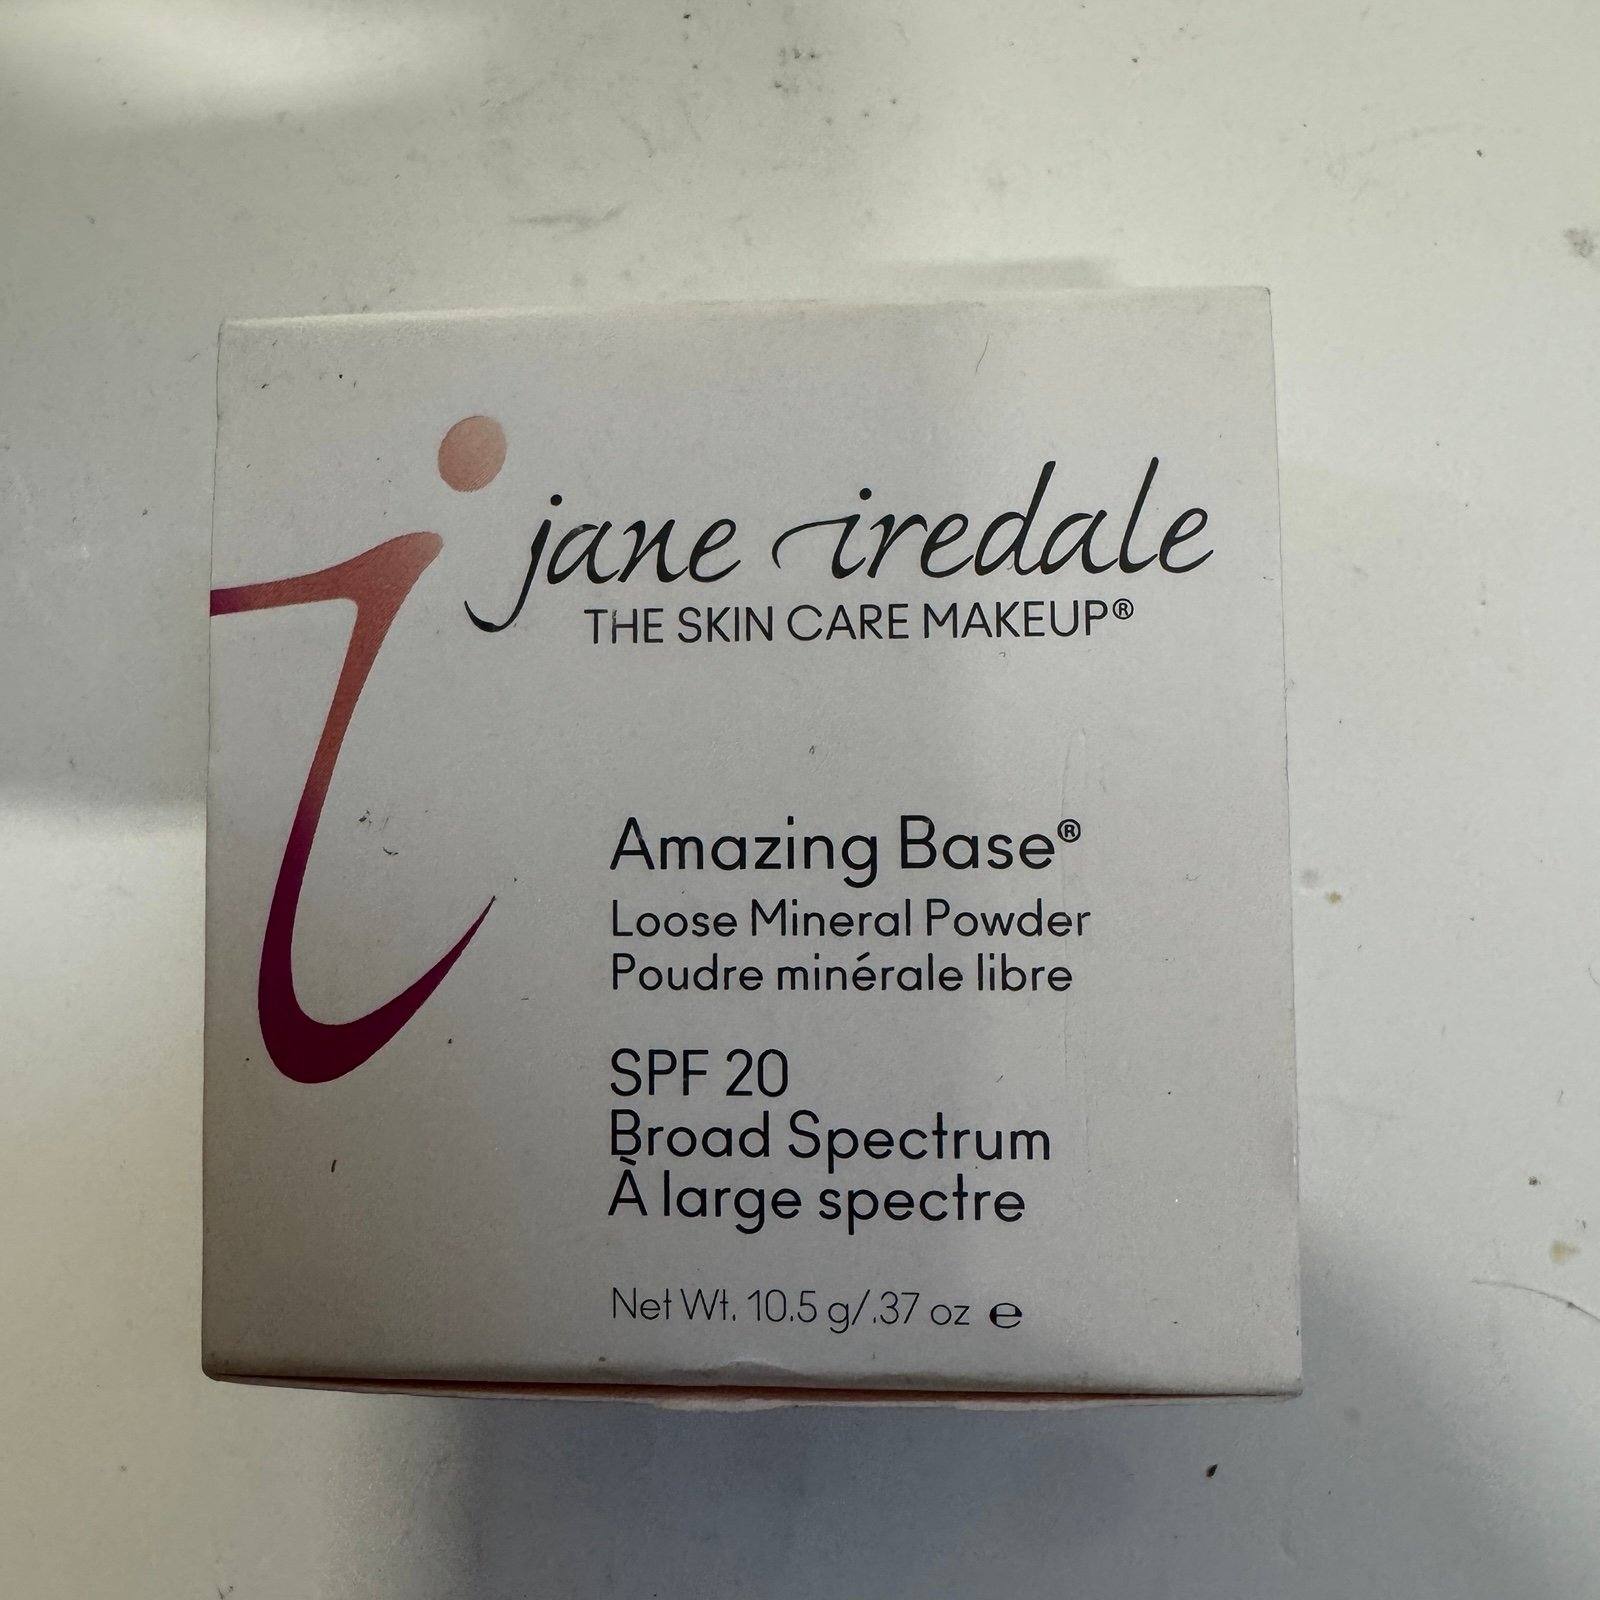 jane iredale
THE SKIN CARE MAKEUP®
Amazing Base®
Loose Mineral Powder
Poudre minérale libre
SPF 20
Broad Spectrum
À large spectre
Net Wt. 10.5 g/.37 oz ℮